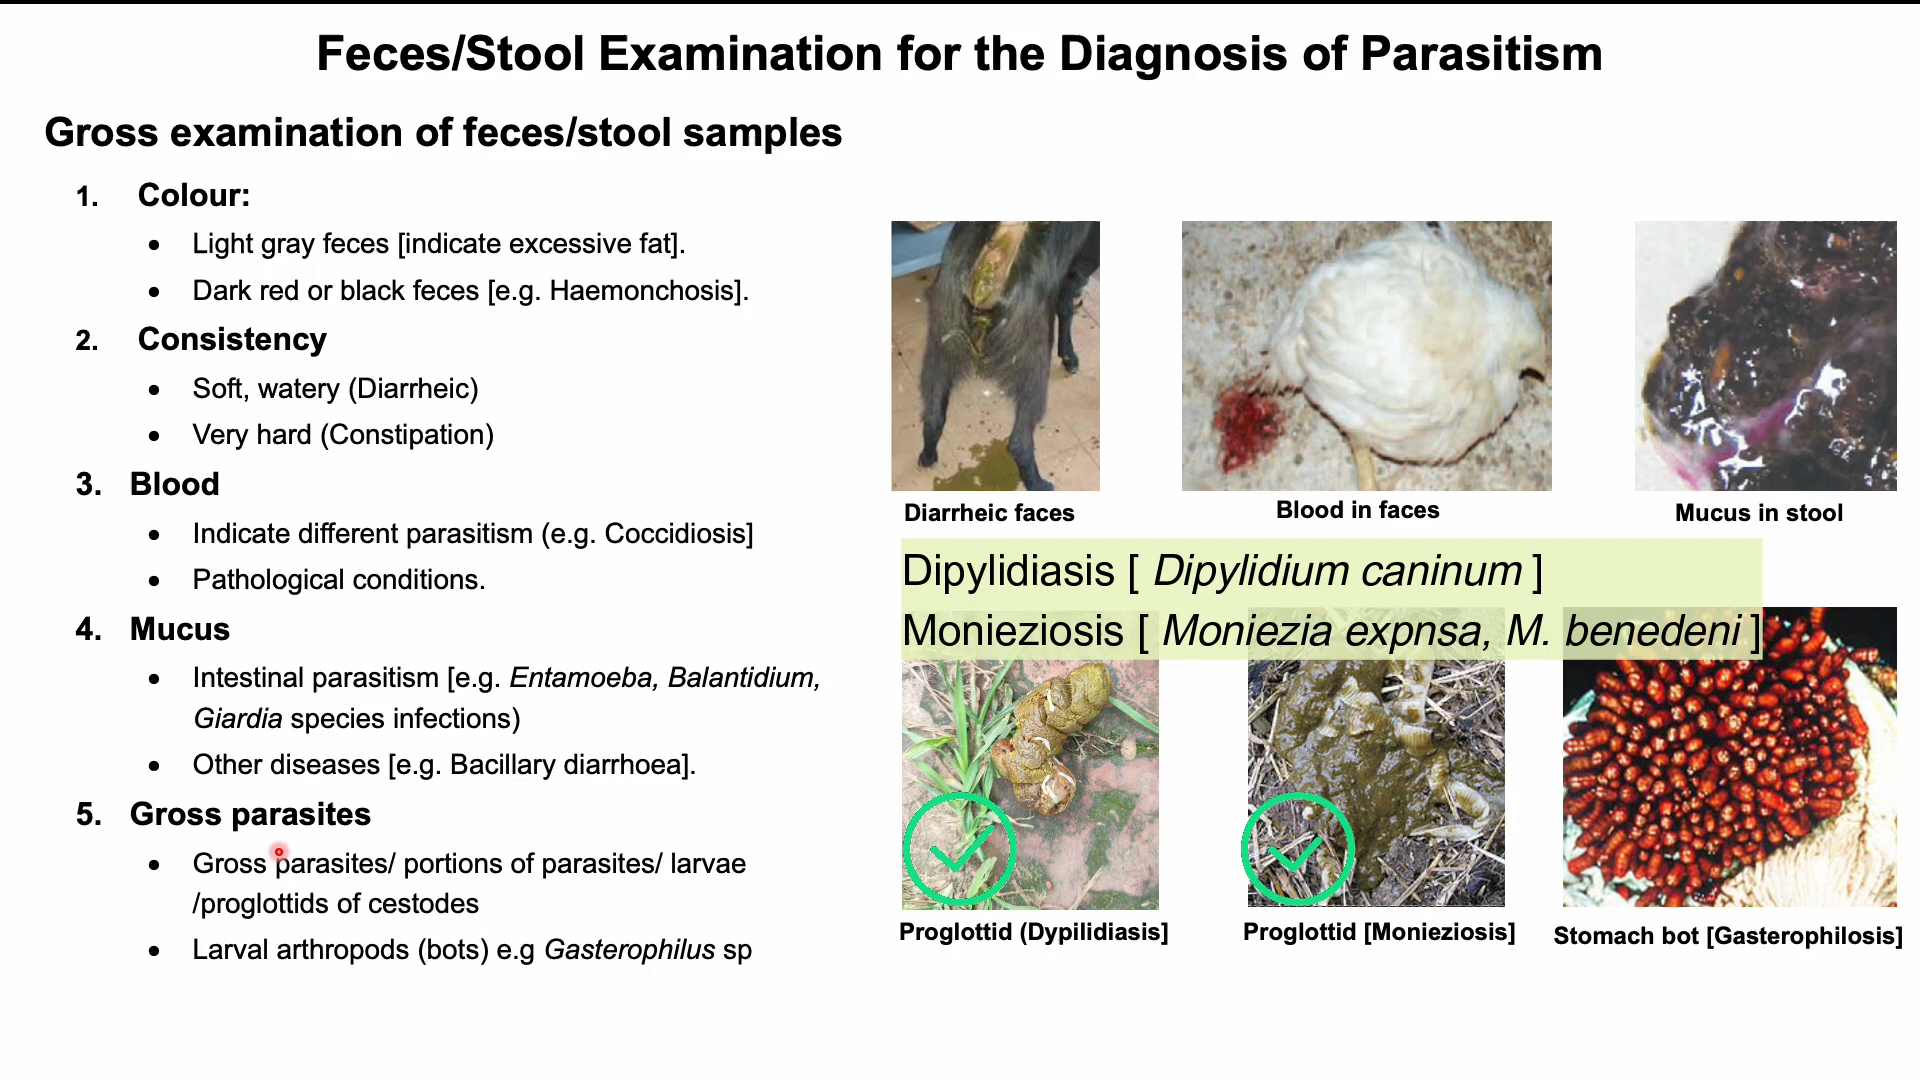 Feces/Stool Examination for the Diagnosis of Parasitism
Gross examination of feces/stool samples
1. Colour:
• Light gray feces [indicate excessive fat].
• Dark red or black feces [e.g. Haemonchosis].
2. Consistency
• Soft, watery (Diarrheic)
• Very hard (Constipation)
3. Blood
• Indicate different parasitism (e.g. Coccidiosis]
• Pathological conditions.
4. Mucus
• Intestinal parasitism [e.g. Entamoeba, Balantidium,
Giardia species infections)
• Other diseases [e.g. Bacillary diarrhoea].
5. Gross parasites
• Gross parasites/ portions of parasites/ larvae
/proglottids of cestodes
• Larval arthropods (bots) e.g Gasterophilus sp
Diarrheic faces
Blood in faces
Mucus in stool
Dipylidiasis [ Dipylidium caninum ]
Monieziosis [ Moniezia expnsa, M. benedeni ]
Proglottid (Dypilidiasis]
Proglottid [Monieziosis]
Stomach bot [Gasterophilosis]